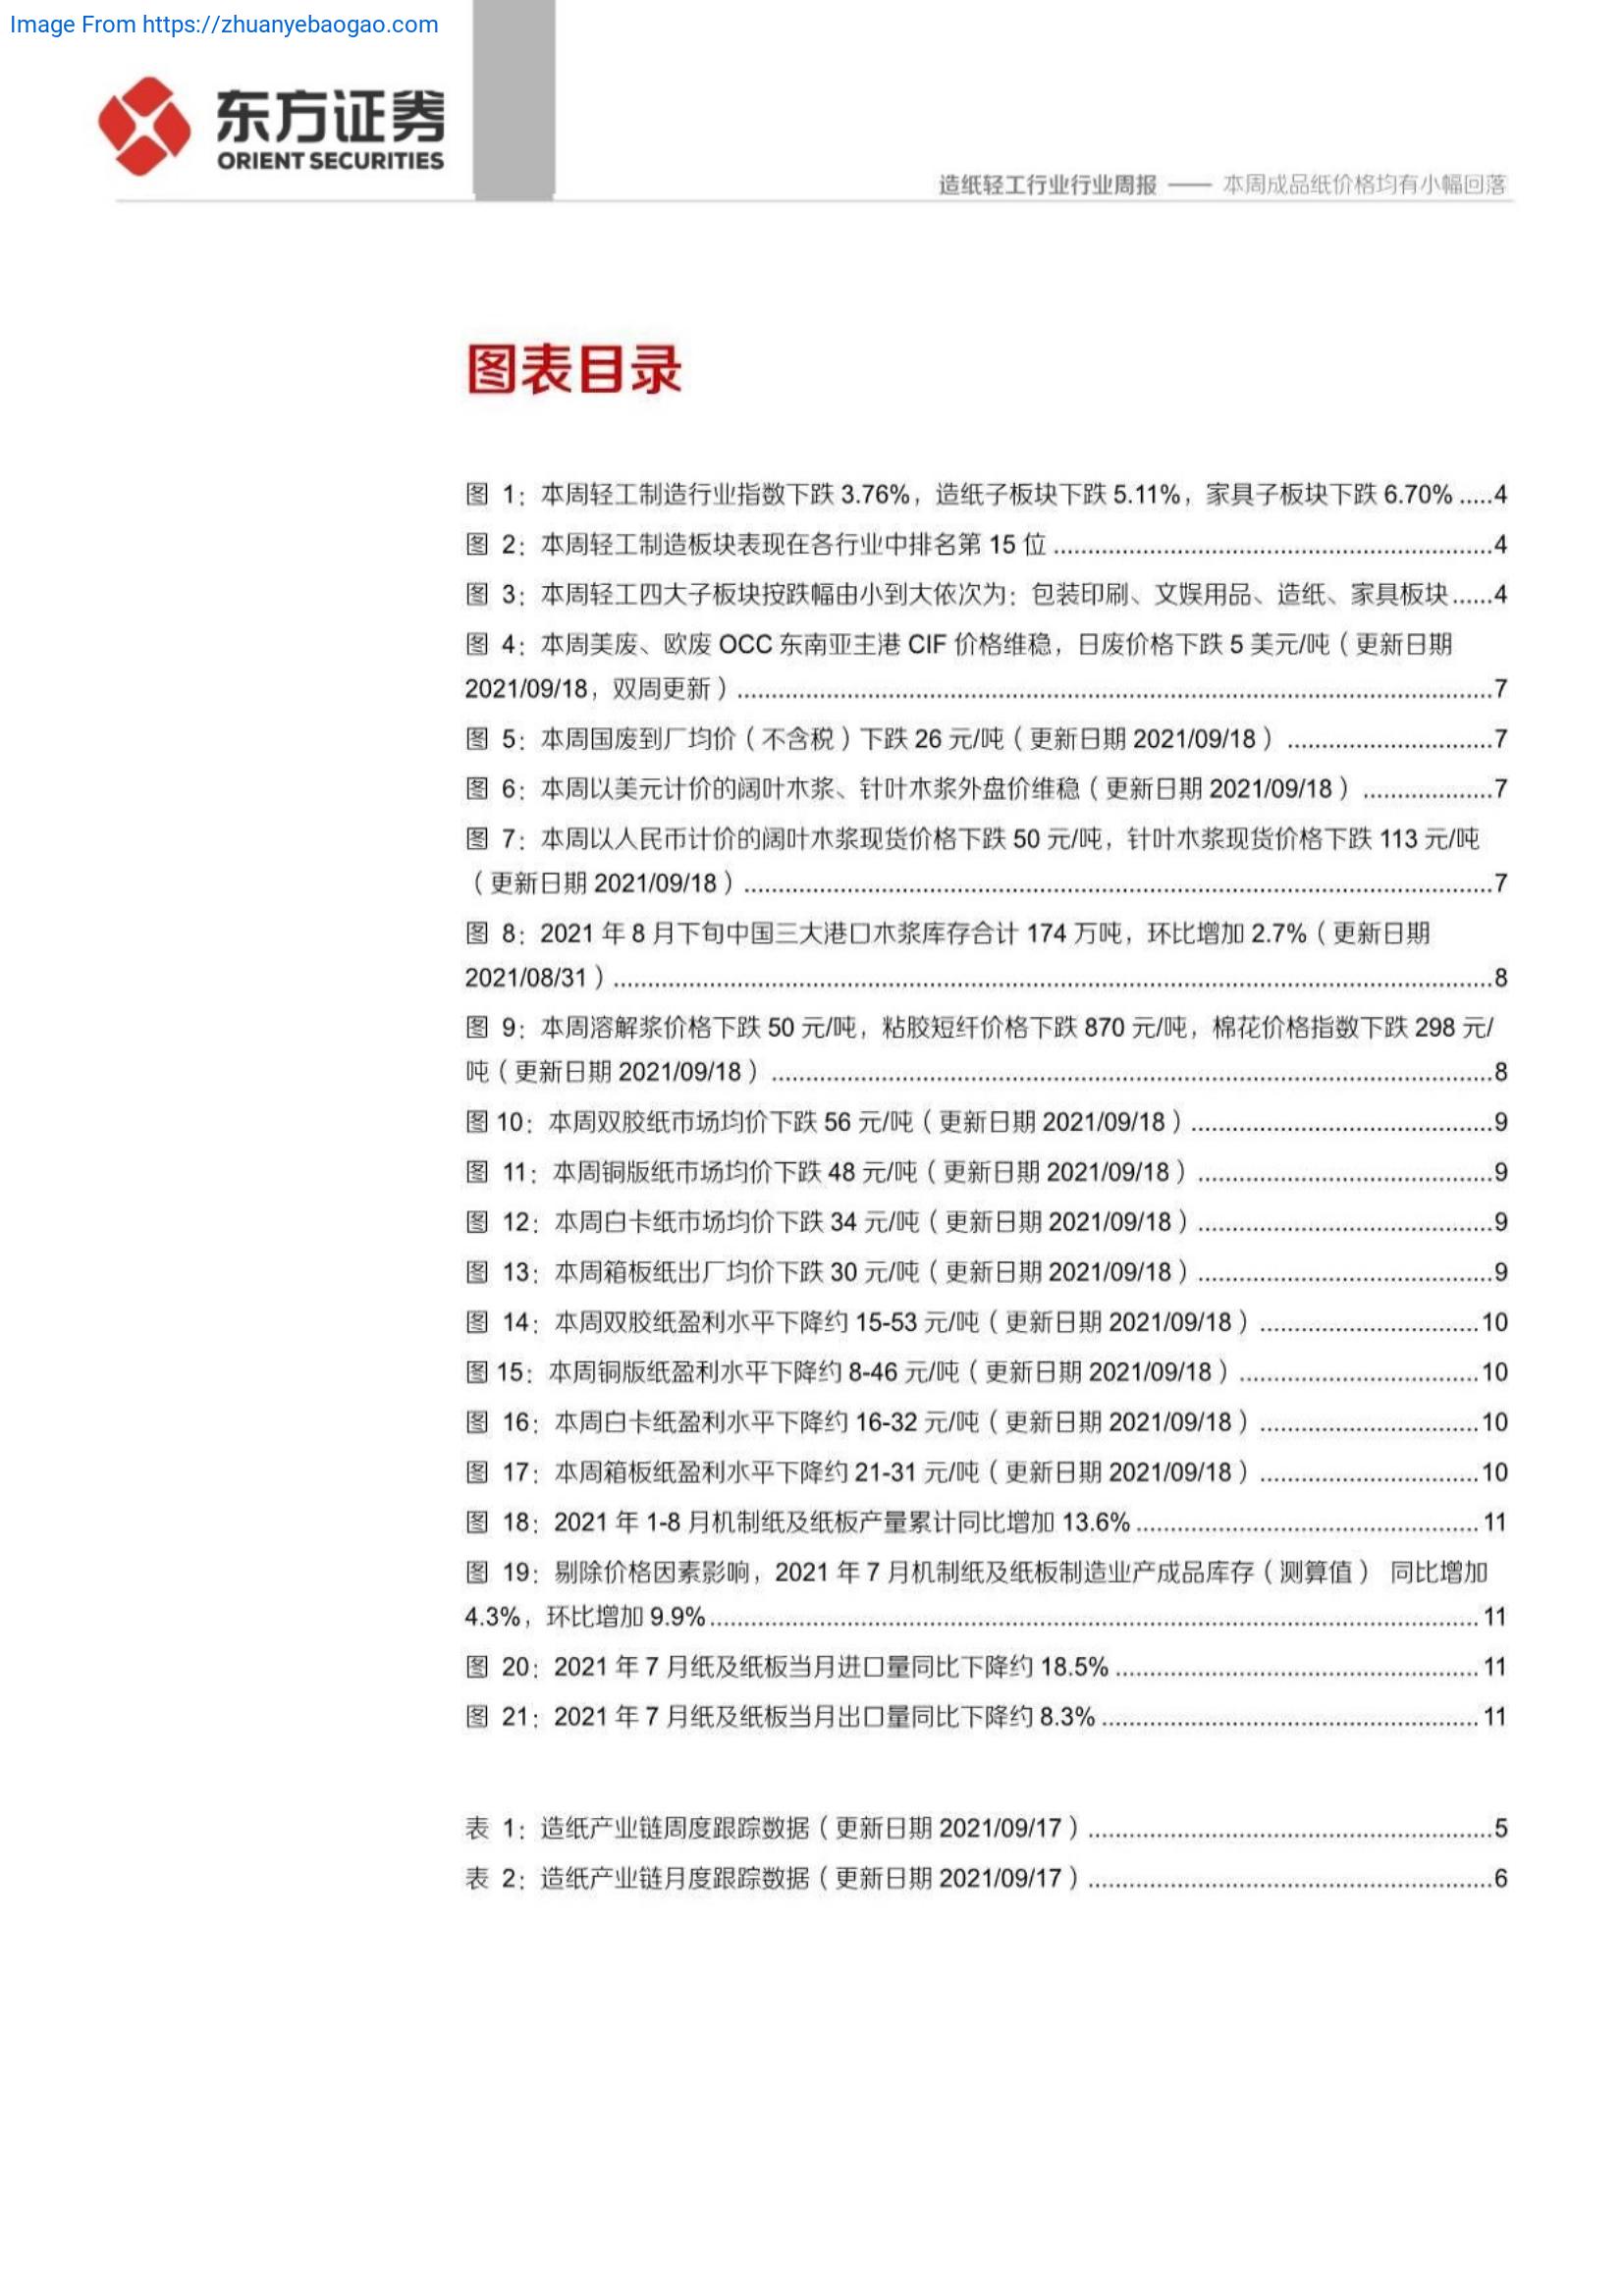 Image From https://zhuanyebaogao.com
东方证券
ORIENT SECURITIES
造纸轻工行业行业周报 —— 本周成品纸价格均有小幅回落
图表目录
图 1：本周轻工制造行业指数下跌 3.76%，造纸子板块下跌 5.11%，家具子板块下跌 6.70% .....4
图 2：本周轻工制造板块表现在各行业中排名第 15 位 ................................................................4
图 3：本周轻工四大子板块按跌幅由小到大依次为：包装印刷、文娱用品、造纸、家具板块......4
图 4：本周美废、欧废 OCC 东南亚主港 CIF 价格维稳，日废价格下跌 5 美元/吨（更新日期
2021/09/18，双周更新）................................................................................................................7
图 5：本周国废到厂均价（不含税）下跌 26 元/吨（更新日期 2021/09/18） ..............................7
图 6：本周以美元计价的阔叶木浆、针叶木浆外盘价维稳（更新日期 2021/09/18） ...................7
图 7：本周以人民币计价的阔叶木浆现货价格下跌 50 元/吨，针叶木浆现货价格下跌 113 元/吨
（更新日期 2021/09/18）...............................................................................................................7
图 8：2021 年 8 月下旬中国三大港口木浆库存合计 174 万吨，环比增加 2.7%（更新日期
2021/08/31）..................................................................................................................................8
图 9：本周溶解浆价格下跌 50 元/吨，粘胶短纤价格下跌 870 元/吨，棉花价格指数下跌 298 元/
吨（更新日期 2021/09/18） ..........................................................................................................8
图 10：本周双胶纸市场均价下跌 56 元/吨（更新日期 2021/09/18）............................................9
图 11：本周铜版纸市场均价下跌 48 元/吨（更新日期 2021/09/18） ...........................................9
图 12：本周白卡纸市场均价下跌 34 元/吨（更新日期 2021/09/18） ...........................................9
图 13：本周箱板纸出厂均价下跌 30 元/吨（更新日期 2021/09/18） ...........................................9
图 14：本周双胶纸盈利水平下降约 15-53 元/吨（更新日期 2021/09/18） ................................10
图 15：本周铜版纸盈利水平下降约 8-46 元/吨（更新日期 2021/09/18） ...................................10
图 16：本周白卡纸盈利水平下降约 16-32 元/吨（更新日期 2021/09/18） ................................10
图 17：本周箱板纸盈利水平下降约 21-31 元/吨（更新日期 2021/09/18） ................................10
图 18：2021 年 1-8 月机制纸及纸板产量累计同比增加 13.6% ..................................................11
图 19：剔除价格因素影响，2021 年 7 月机制纸及纸板制造业产成品库存（测算值） 同比增加
4.3%，环比增加 9.9%.................................................................................................................11
图 20：2021 年 7 月纸及纸板当月进口量同比下降约 18.5% .....................................................11
图 21：2021 年 7 月纸及纸板当月出口量同比下降约 8.3% .......................................................11
表 1：造纸产业链周度跟踪数据（更新日期 2021/09/17）...........................................................5
表 2：造纸产业链月度跟踪数据（更新日期 2021/09/17）...........................................................6